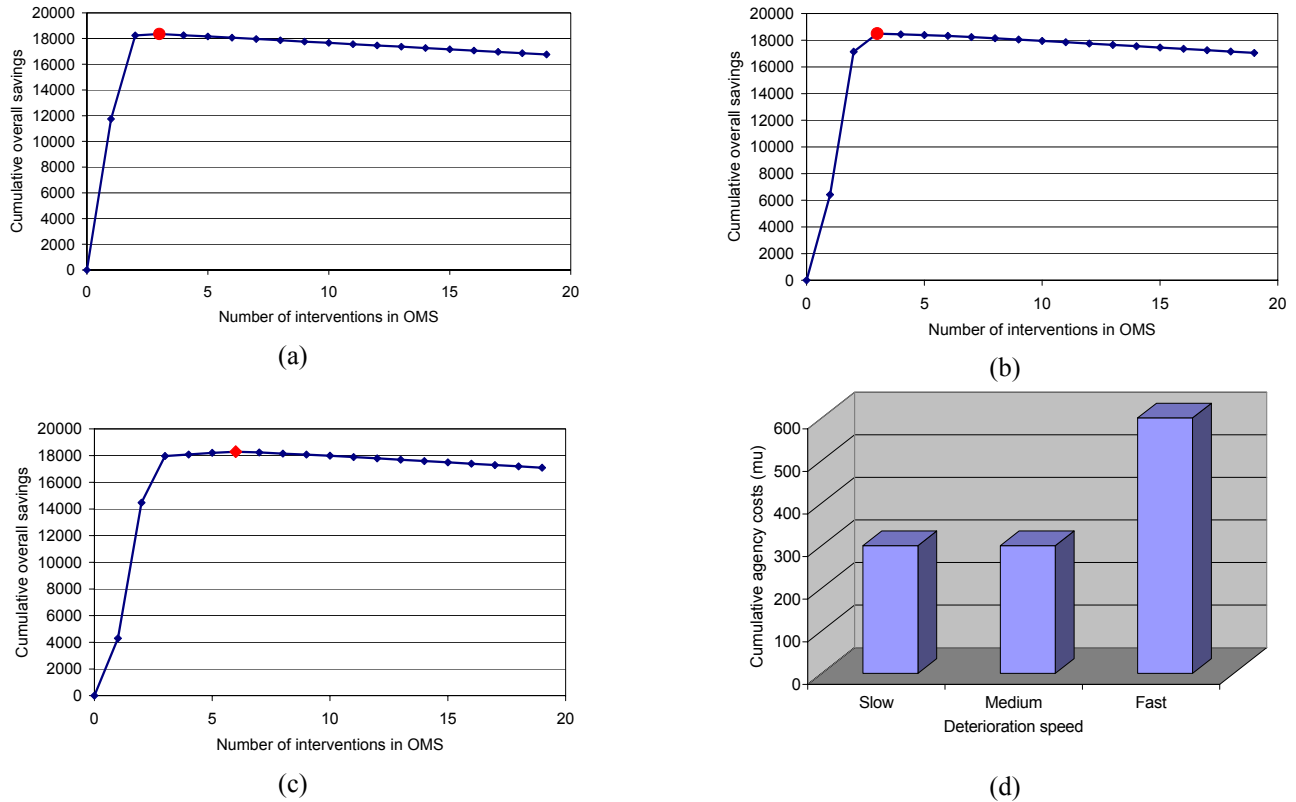 20000
18000
16000
14000
12000
10000
8000
6000
4000
2000
0
Cumulative overall savings
0 5 10 15 20
Number of interventions in OMS
(a)
20000
18000
16000
14000
12000
10000
8000
6000
4000
2000
0
Cumulative overall savings
0 5 10 15 20
Number of interventions in OMS
(b)
20000
18000
16000
14000
12000
10000
8000
6000
4000
2000
0
Cumulative overall savings
0 5 10 15 20
Number of interventions in OMS
(c)
600
500
400
300
200
100
0
Cumulative agency costs (mu)
Slow Medium Fast
Deterioration speed
(d)